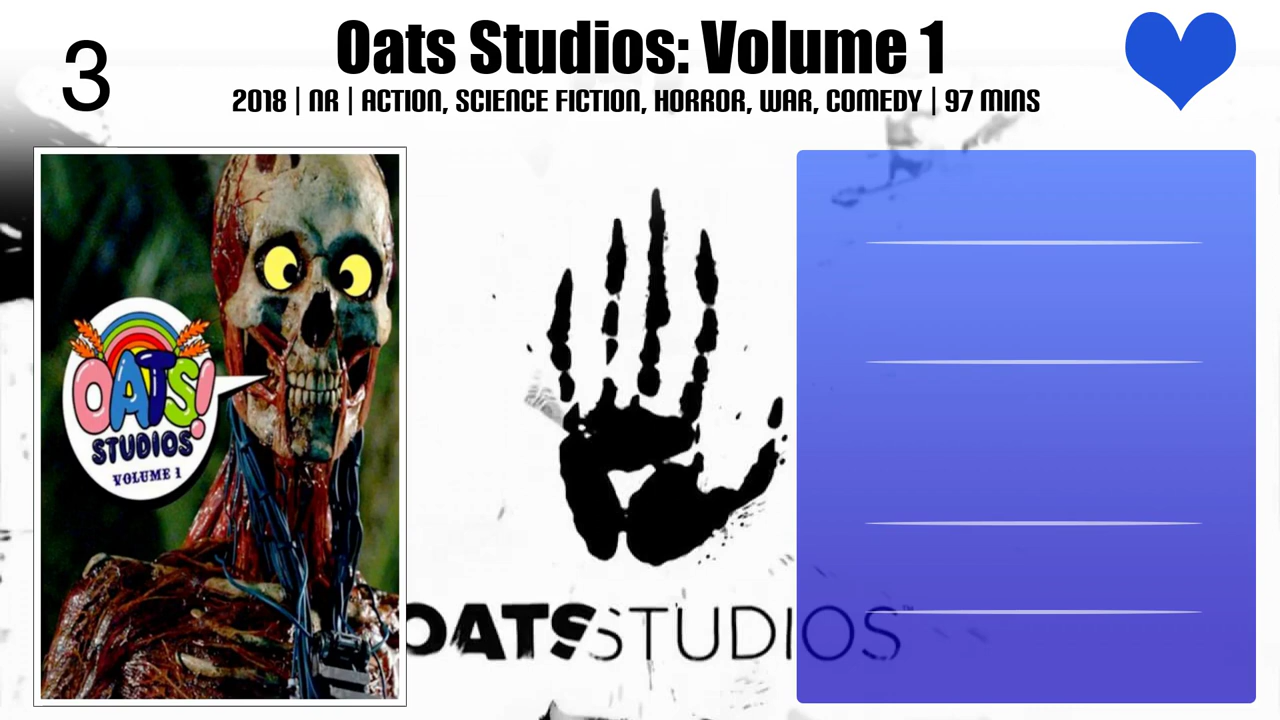 3
Oats Studios: Volume 1
2018 | NR | ACTION, SCIENCE FICTION, HORROR, WAR, COMEDY | 97 MINS
OATS!
STUDIOS
VOLUME 1
OATSSTUDIOS™